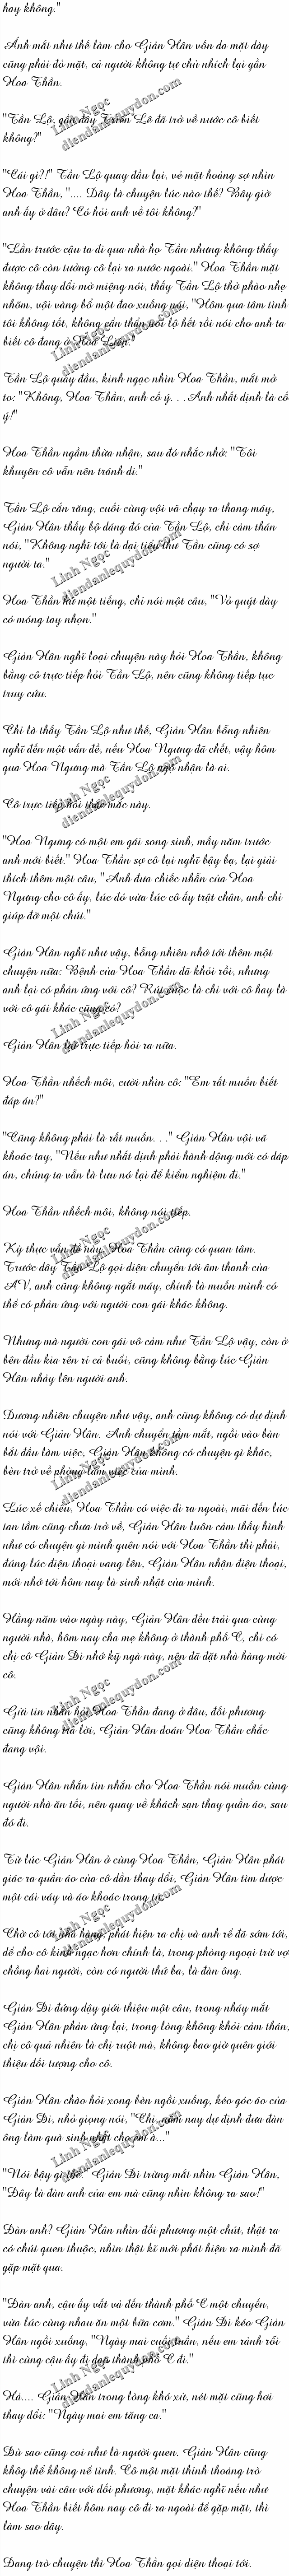 hay không."
Ánh mắt như thế làm cho Giản Hân vốn da mặt dày
cũng phải đỏ mặt, cả người không tự chủ nhích lại gần
Hoa Thần.
"Tần Lộ, gần đây Triển Lê đã trở về nước cô biết
không?"
"Cái gì?!" Tần Lộ quay đầu lại, vẻ mặt hoảng sợ nhìn
Hoa Thần, ".... Đây là chuyện lúc nào thế? Bây giờ
anh ấy ở đâu? Có hỏi anh về tôi không?"
"Lần trước cậu ta đi qua nhà họ Tần nhưng không thấy
được cô còn tưởng cô lại ra nước ngoài." Hoa Thần mặt
không thay đổi mở miệng nói, thấy Tần Lộ thở phào nhẹ
nhõm, vội vàng bổ một dao xuống nói, "Hôm qua tâm tình
tôi không tốt, không cẩn thận nói lộ hết rồi nói cho anh ta
biết cô đang ở Hoa Liên."
Tần Lộ quay đầu, kinh ngạc nhìn Hoa Thần, mắt mở
to: "Không, Hoa Thần, anh cố ý. . .Anh nhất định là cố
ý!"
Hoa Thần ngầm thừa nhận, sau đó nhắc nhở: "Tôi
khuyên cô vẫn nên tránh đi."
Tần Lộ cắn răng, cuối cùng vội vã chạy ra thang máy,
Giản Hân thấy bộ dáng đó của Tần Lộ, chỉ cảm thán
nói, "Không nghĩ tới là đại tiểu thư Tần cũng có sợ
người ta."
Hoa Thần hừ một tiếng, chỉ nói một câu, "Vỏ quýt dày
có móng tay nhọn."
Giản Hân nghĩ loại chuyện này hỏi Hoa Thần, không
bằng cô trực tiếp hỏi Tần Lộ, nên cũng không tiếp tục
truy cứu.
Chỉ là thấy Tần Lộ như thế, Giản Hân bỗng nhiên
nghĩ đến một vấn đề, nếu Hoa Ngưng đã chết, vậy hôm
qua Hoa Ngưng mà Tần Lộ ngộ nhận là ai.
Cô trực tiếp nói thắc mắc này.
"Hoa Ngưng có một em gái song sinh, mấy năm trước
anh mới biết." Hoa Thần sợ cô lại nghĩ bậy bạ, lại giải
thích thêm một câu, "Anh đưa chiếc nhẫn của Hoa
Ngưng cho cô ấy, lúc đó vừa lúc cô ấy trật chân, anh chỉ
giúp đỡ một chút."
Giản Hân nghĩ như vậy, bỗng nhiên nhớ tới thêm một
chuyện nữa: Bệnh của Hoa Thần đã khỏi rồi, nhưng
anh lại có phản ứng với cô? Rút cuộc là chỉ với cô hay là
với cô gái khác cũng có?
Giản Hân lại trực tiếp hỏi ra nữa.
Hoa Thần nhếch môi, cười nhìn cô: "Em rất muốn biết
đáp án?"
"Cũng không phải là rất muốn. . ." Giản Hân vội vã
khoát tay, "Nếu như nhất định phải hành động mới có đáp
án, chúng ta vẫn là lưu nó lại để kiểm nghiệm đi."
Hoa Thần nhếch môi, không nói tiếp.
Kỳ thực vấn đề này, Hoa Thần cũng có quan tâm.
Trước đây Tần Lộ gọi điện chuyển tới âm thanh của
AV, anh cũng không ngắt máy, chính là muốn mình có
thể có phản ứng với người con gái khác không.
Nhưng mà người con gái vô cảm như Tần Lộ vậy, còn ở
bên đầu kia rên rỉ cả buổi, cũng không bằng lúc Giản
Hân nhảy lên người anh.
Đương nhiên chuyện như vậy, anh cũng không có dự định
nói với Giản Hân. Anh chuyển tầm mắt, ngồi vào bàn
bắt đầu làm việc, Giản Hân không có chuyện gì khác,
bèn trở về phòng làm việc của mình.
Lúc xế chiều, Hoa Thần có việc đi ra ngoài, mãi đến lúc
tan tầm cũng chưa trở về, Giản Hân luôn cảm thấy hình
như có chuyện gì mình quên nói với Hoa Thần thì phải,
đúng lúc điện thoại vang lên, Giản Hân nhận điện thoại,
mới nhớ tới hôm nay là sinh nhật của mình.
Hằng năm vào ngày này, Giản Hân đều trải qua cùng
người nhà, hôm nay cha mẹ không ở thành phố C, chỉ có
chị cô Giản Di nhớ kỹ ngà này, nên đã đặt nhà hàng mời
cô.
Gửi tin nhắn hỏi Hoa Thần đang ở đâu, đối phương
cũng không trả lời, Giản Hân đoán Hoa Thần chắc
đang vội.
Giản Hân nhắn tin nhắn cho Hoa Thần nói muốn cùng
người nhà ăn tối, nên quay về khách sạn thay quần áo, sau
đó đi.
Từ lúc Giản Hân ở cùng Hoa Thần, Giản Hân phát
giác ra quần áo của cô dần thay đổi, Giản Hân tìm được
một cái váy và áo khoác trong tủ.
Chờ cô tới nhà hàng, phát hiện ra chị và anh rể đã sớm tới,
để cho cô kinh ngạc hơn chính là, trong phòng ngoại trừ vợ
chồng hai người, còn có người thứ ba, là đàn ông.
Giản Di đứng dậy giới thiệu một câu, trong nháy mắt
Giản Hân phản ứng lại, trong lòng không khỏi cảm thán,
chị cô quả nhiên là chị ruột mà, không bao giờ quên giới
thiệu đối tượng cho cô.
Giản Hân chào hỏi xong bèn ngồi xuống, kéo góc áo của
Giản Di, nhỏ giọng nói, "Chị, năm nay dự định đưa đàn
ông làm quà sinh nhật cho em à..."
"Nói bậy gì thế." Giản Di trừng mắt nhìn Giản Hân,
"Đây là đàn anh của em mà cũng nhìn không ra sao!"
Đàn anh? Giản Hân nhìn đối phương một chút, thật ra
có chút quen thuộc, nhìn thật kĩ mới phát hiện ra mình đã
gặp mặt qua.
"Đàn anh, cậu ấy vất vả đến thành phố C một chuyến,
vừa lúc cùng nhau ăn một bữa cơm." Giản Di kéo Giản
Hân ngồi xuống, "Ngày mai cuối tuần, nếu em rảnh rỗi
thì cùng cậu ấy đi dạo thành phố C đi."
Há.... Giản Hân trong lòng khó xử, nét mặt cũng hơi
thay đổi: "Ngày mai em tăng ca."
Dù sao cũng coi như là người quen. Giản Hân cũng
khôg thể không nể tình. Cô một mặt thỉnh thoảng trò
chuyện vài câu với đối phương, mặt khác nghĩ nếu như
Hoa Thần biết hôm nay cô đi ra ngoài để gặp mặt, thì
làm sao đây.
Đang trò chuyện thì Hoa Thần gọi điện thoại tới.